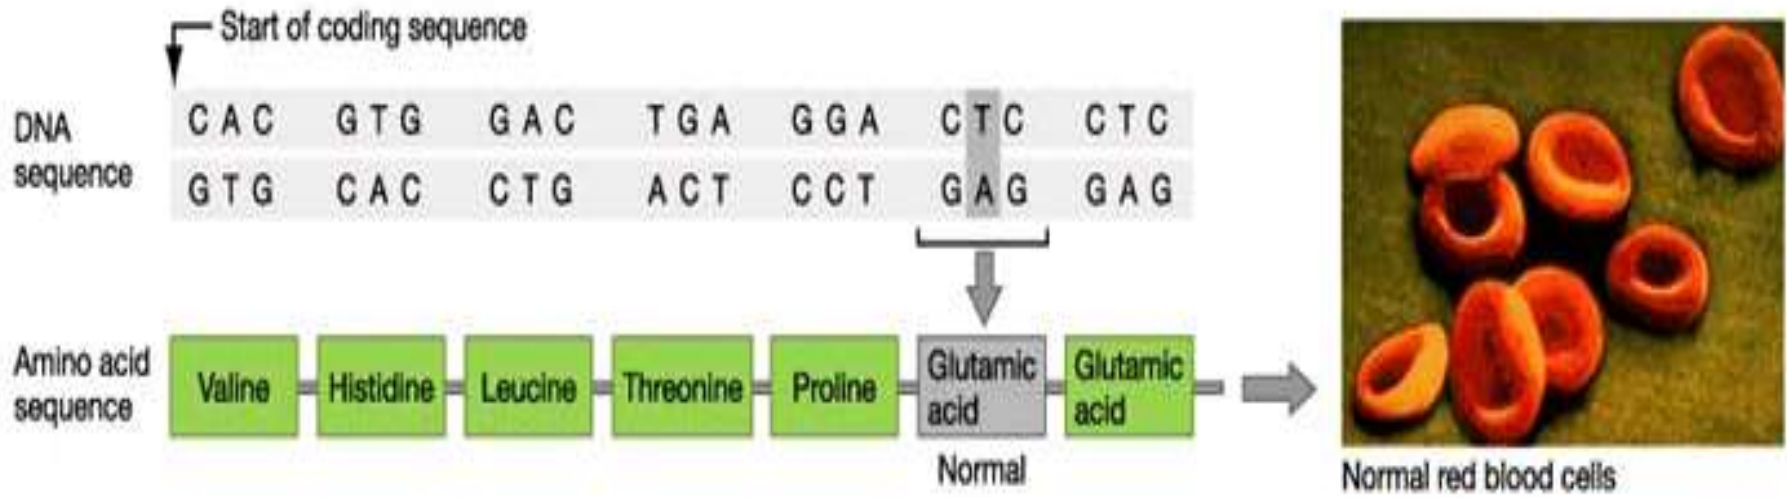 Start of coding sequence
DNA
sequence
CAC GTG GAC TGA GGA CTC CTC
GTG CAC CTG ACT CCT GAG GAG
Amino acid
sequence
Valine
Histidine
Leucine
Threonine
Proline
Glutamic
acid
Glutamic
acid
Normal
Normal red blood cells